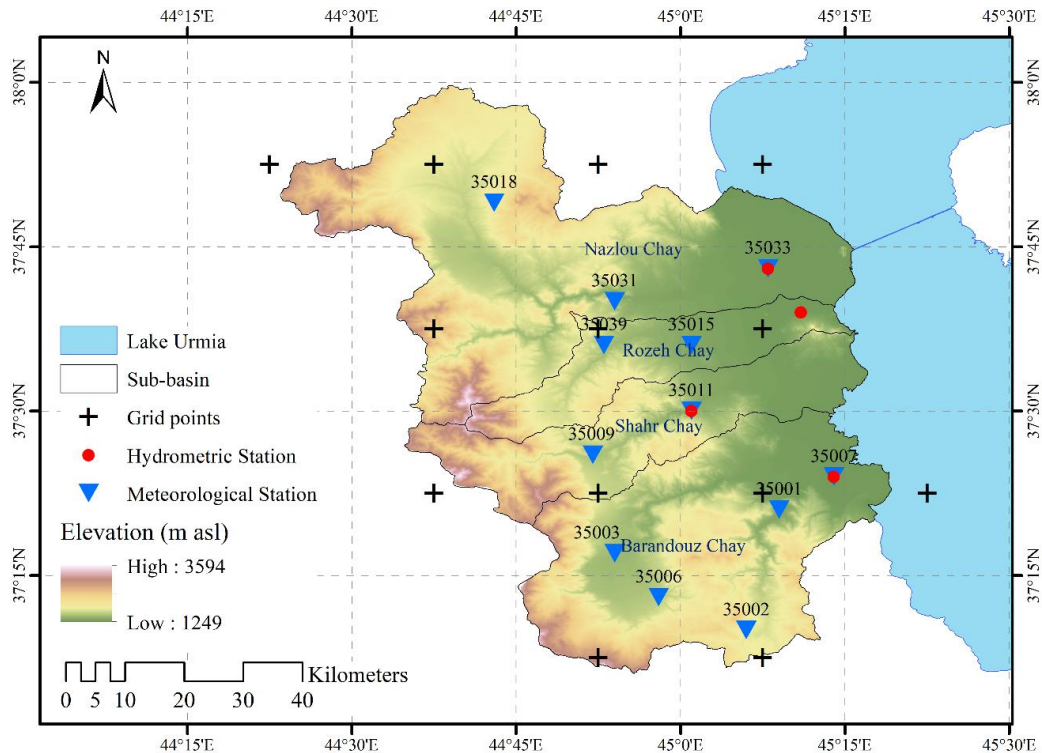 44°15'E
44°30'E
44°45'E
45°0'E
45°15'E
45°30'E
38°0'N
38°0'N
N
35018
37°45'N
37°45'N
Nazlou Chay
35033
35031
35039
35015
Rozeh Chay
Lake Urmia
Sub-basin
35011
37°30'N
37°30'N
Grid points
Shahr Chay
Hydrometric Station
35009
35007
Meteorological Station
35001
Elevation (m asl)
35003
Barandouz Chay
High : 3594
37°15'N
37°15'N
35006
Low : 1249
35002
Kilometers
0 5 10 20 30 40
44°15'E
44°30'E
44°45'E
45°0'E
45°15'E
45°30'E